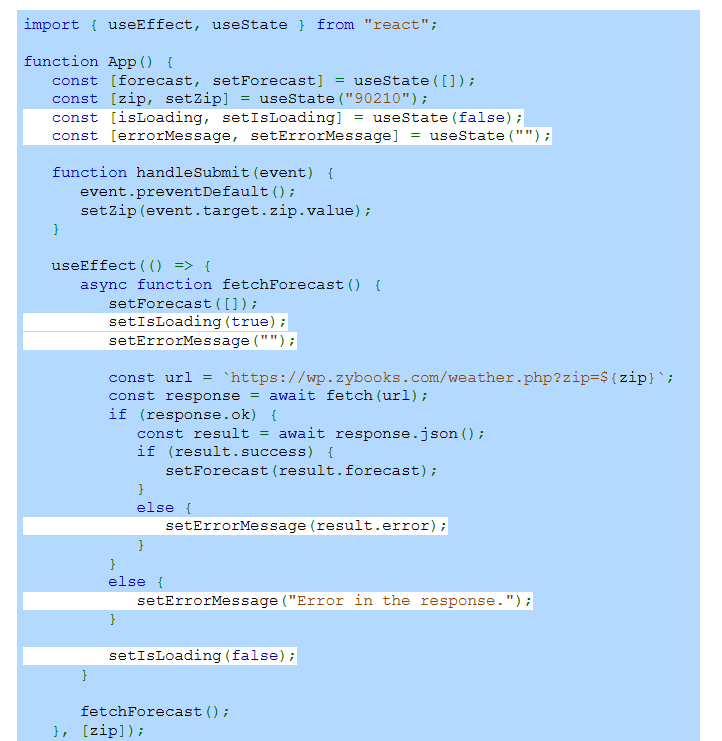 import { useEffect, useState } from "react";

function App() {
   const [forecast, setForecast] = useState([]);
   const [zip, setZip] = useState("90210");
   const [isLoading, setIsLoading] = useState(false);
   const [errorMessage, setErrorMessage] = useState("");

   function handleSubmit(event) {
      event.preventDefault();
      setZip(event.target.zip.value);
   }

   useEffect(() => {
      async function fetchForecast() {
         setForecast([]);
         setIsLoading(true);
         setErrorMessage("");

         const url = `https://wp.zybooks.com/weather.php?zip=${zip}`;
         const response = await fetch(url);
         if (response.ok) {
            const result = await response.json();
            if (result.success) {
               setForecast(result.forecast);
            }
            else {
               setErrorMessage(result.error);
            }
         }
         else {
            setErrorMessage("Error in the response.");
         }

         setIsLoading(false);
      }

      fetchForecast();
   }, [zip]);